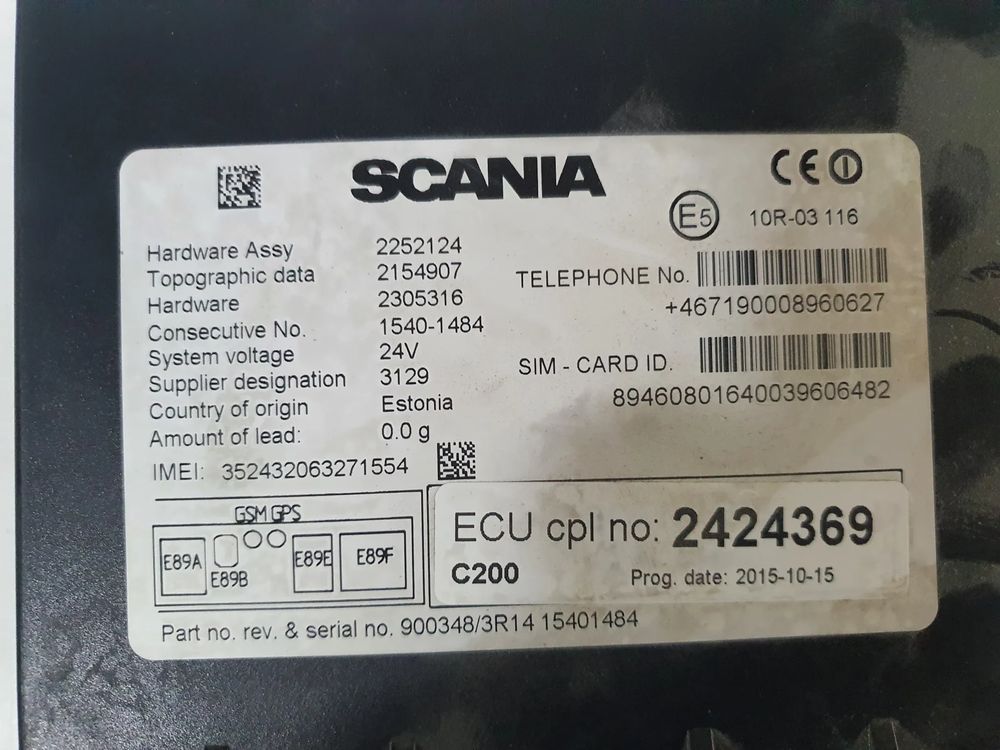 SCANIA
CE
E5 10R-03 116
Hardware Assy 2252124
Topographic data 2154907
Hardware 2305316
Consecutive No. 1540-1484
System voltage 24V
Supplier designation 3129
Country of origin Estonia
Amount of lead: 0.0 g
IMEI: 352432063271554
TELEPHONE No.
+467190008960627
SIM - CARD ID.
89460801640039606482
GSM GPS
E89A E89B E89E E89F
ECU cpl no: 2424369
C200 Prog. date: 2015-10-15
Part no. rev. & serial no. 900348/3R14 15401484